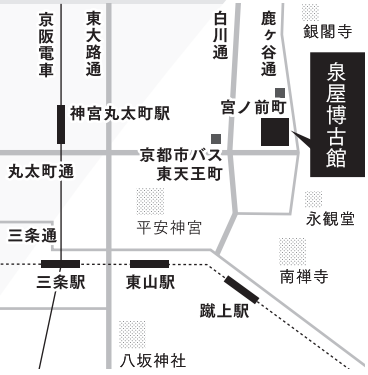 京阪電車
東大路通
白川通
鹿ヶ谷通
銀閣寺
泉屋博古館
宮ノ前町
神宮丸太町駅
京都市バス
東天王町
丸太町通
平安神宮
永観堂
三条通
南禅寺
三条駅
東山駅
蹴上駅
八坂神社